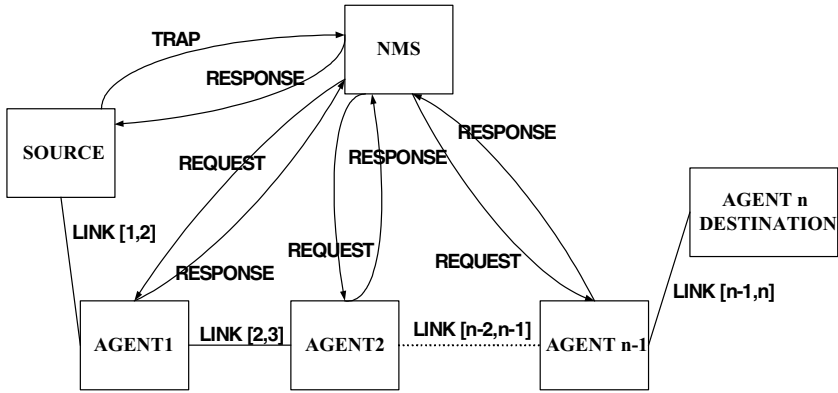 TRAP
NMS
RESPONSE
SOURCE
REQUEST
RESPONSE
RESPONSE
AGENT n
DESTINATION
LINK [1,2]
RESPONSE
REQUEST
REQUEST
LINK [n-1,n]
AGENT1
LINK [2,3]
AGENT2
LINK [n-2,n-1]
AGENT n-1